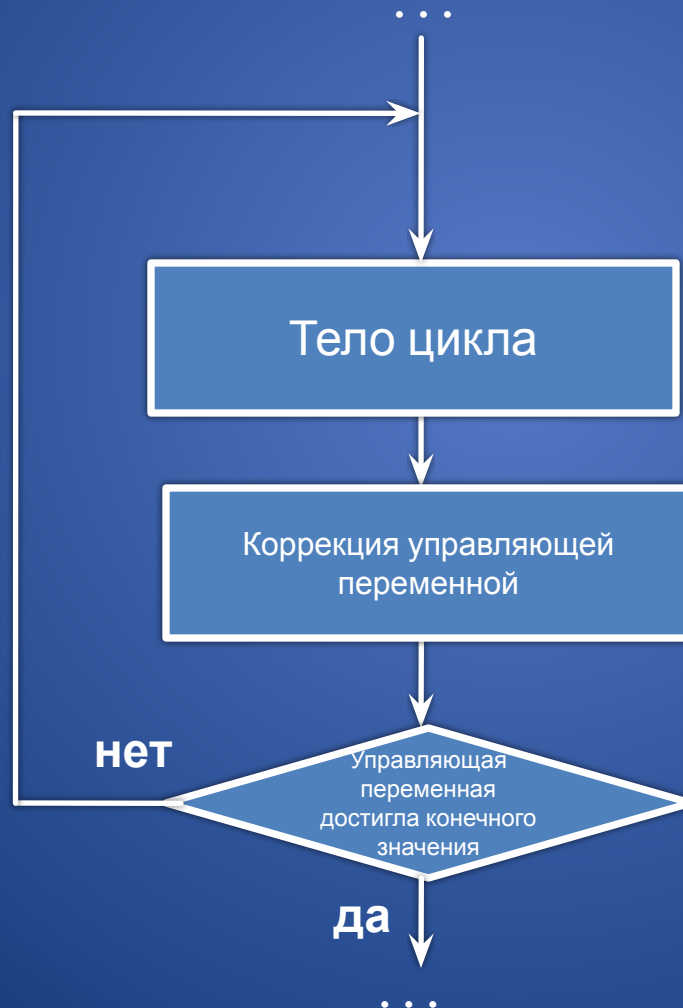 . . .
Тело цикла
Коррекция управляющей
переменной
нет
Управляющая
переменная
достигла конечного
значения
да
. . .